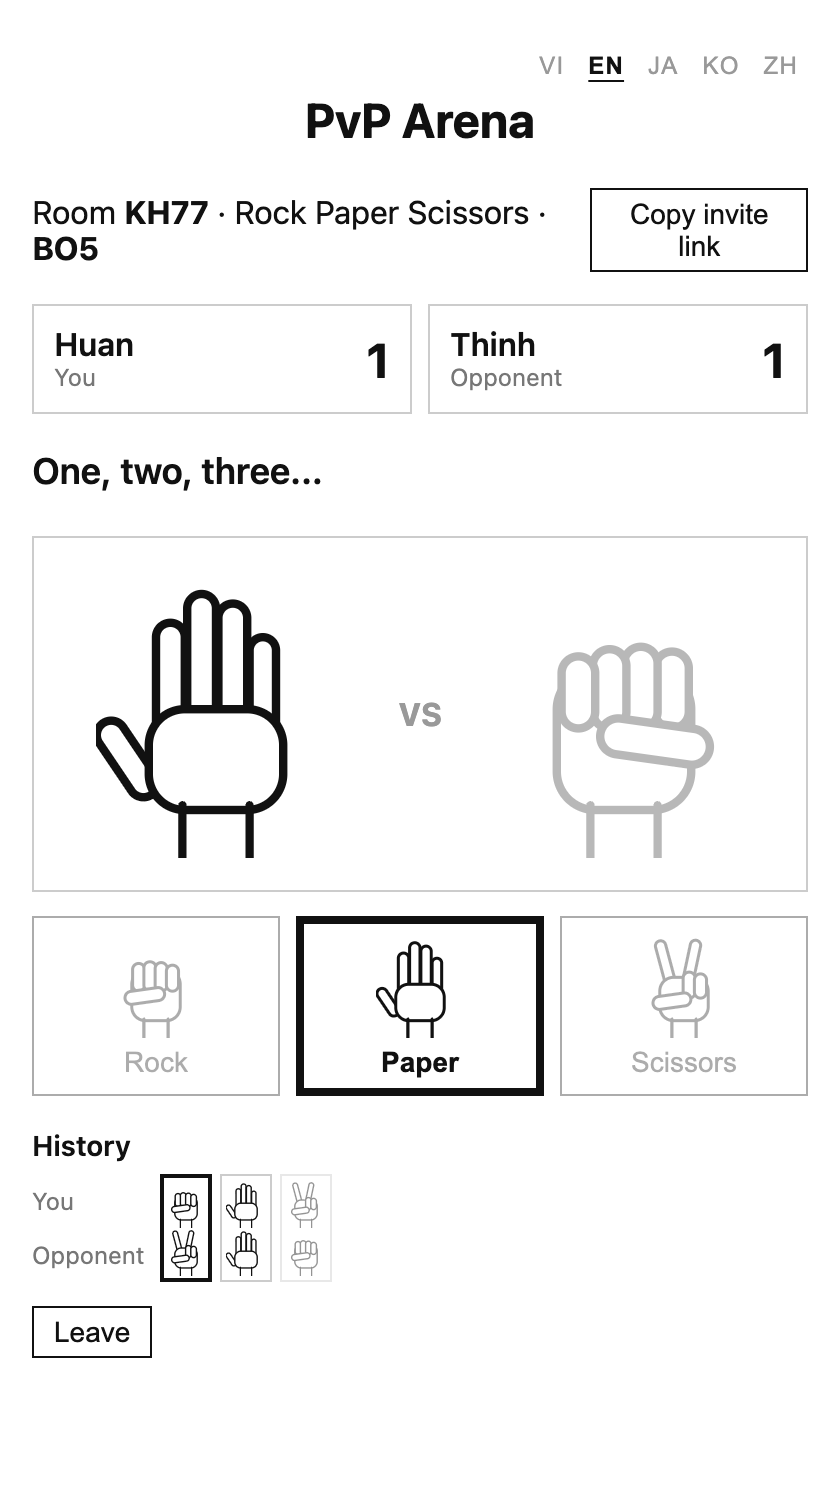 VI EN JA KO ZH
PvP Arena
Room KH77 · Rock Paper Scissors ·
BO5
Copy invite
link
Huan
You
1
Thinh
Opponent
1
One, two, three...
vs
Rock
Paper
Scissors
History
You
Opponent
Leave